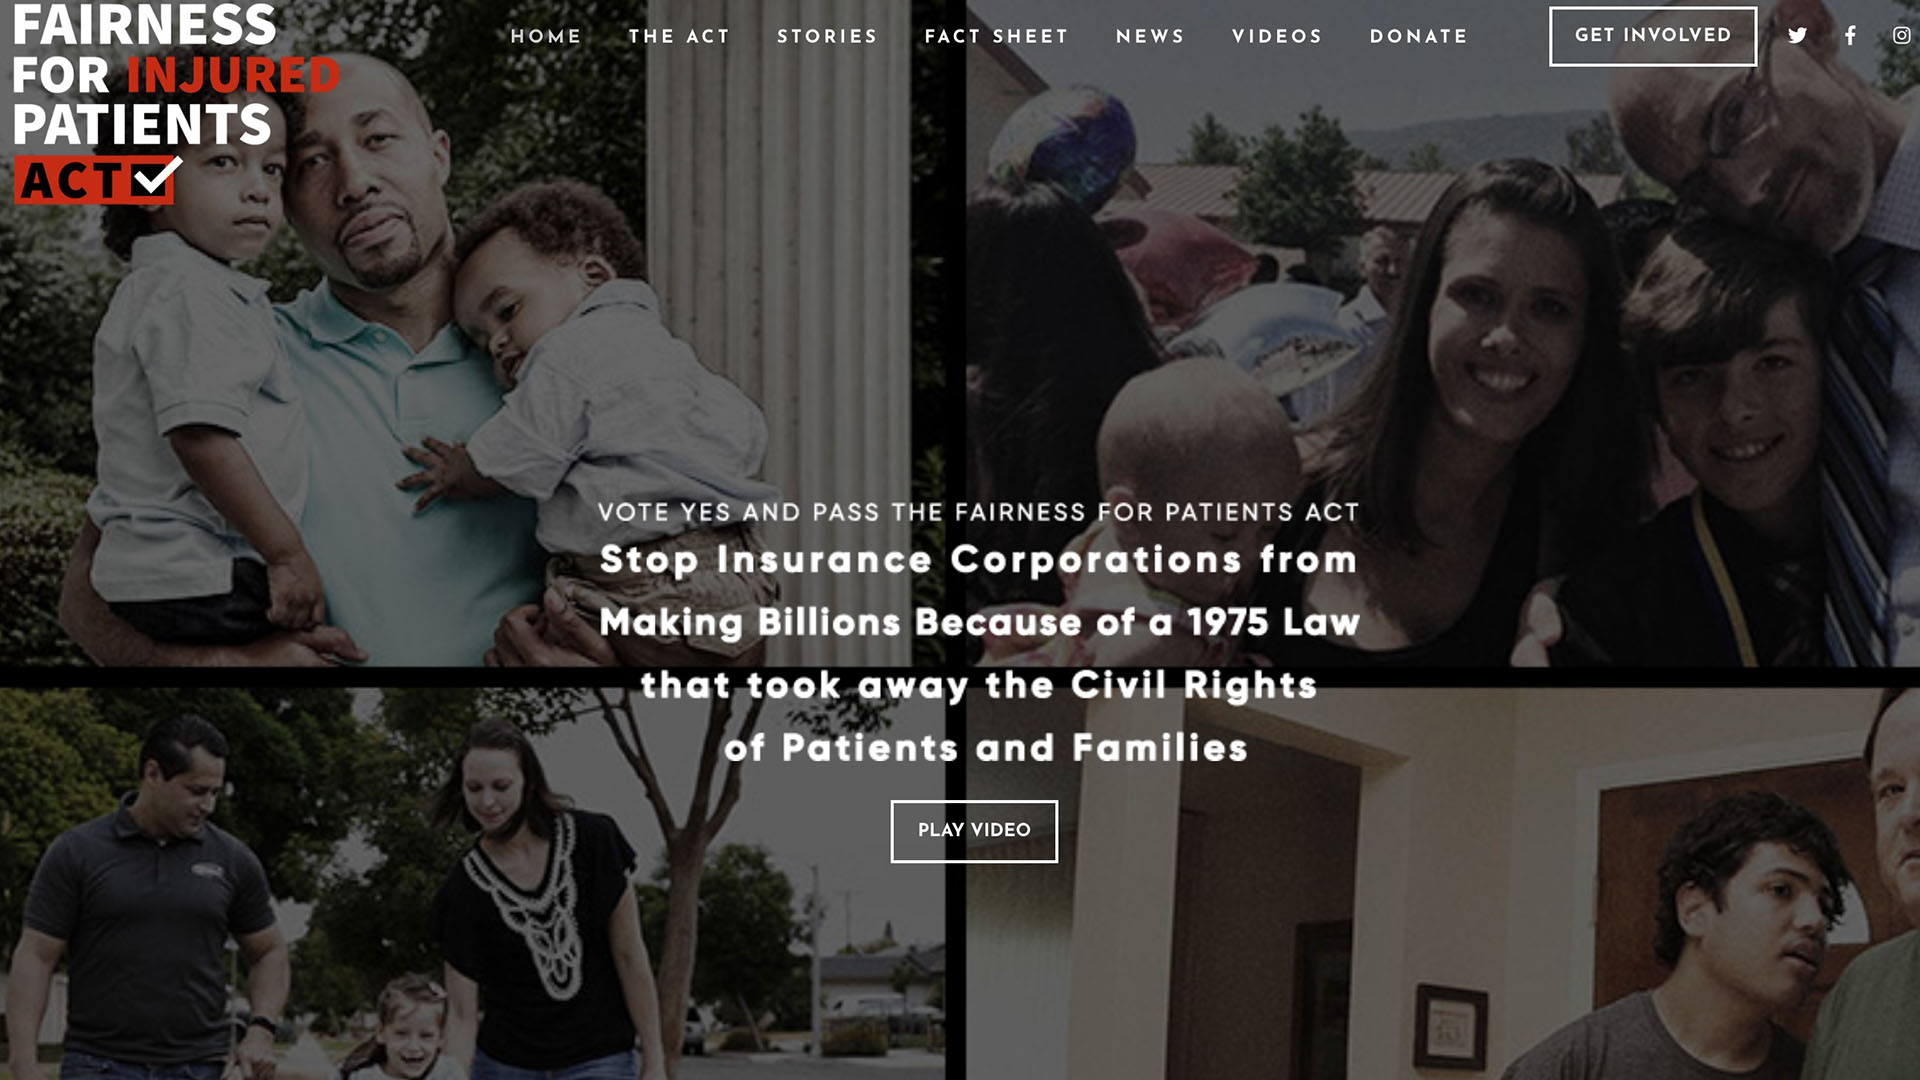 FAIRNESS
FOR INJURED
PATIENTS
ACT
HOME THE ACT STORIES FACT SHEET NEWS VIDEOS DONATE GET INVOLVED
VOTE YES AND PASS THE FAIRNESS FOR PATIENTS ACT
Stop Insurance Corporations from
Making Billions Because of a 1975 Law
that took away the Civil Rights
of Patients and Families
PLAY VIDEO